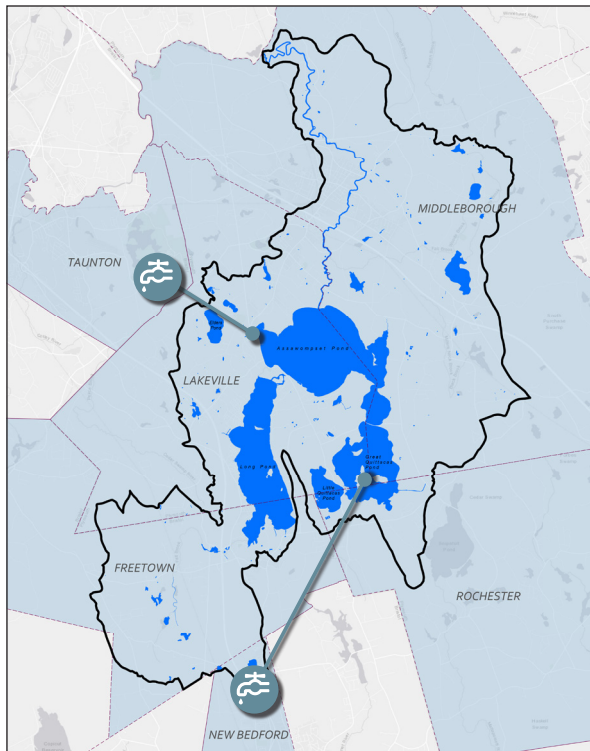 MIDDLEBOROUGH
TAUNTON
Assawompset Pond
LAKEVILLE
Long Pond
Great
Quittacas
Pond
Little
Quittacas
Pond
FREETOWN
ROCHESTER
NEW BEDFORD